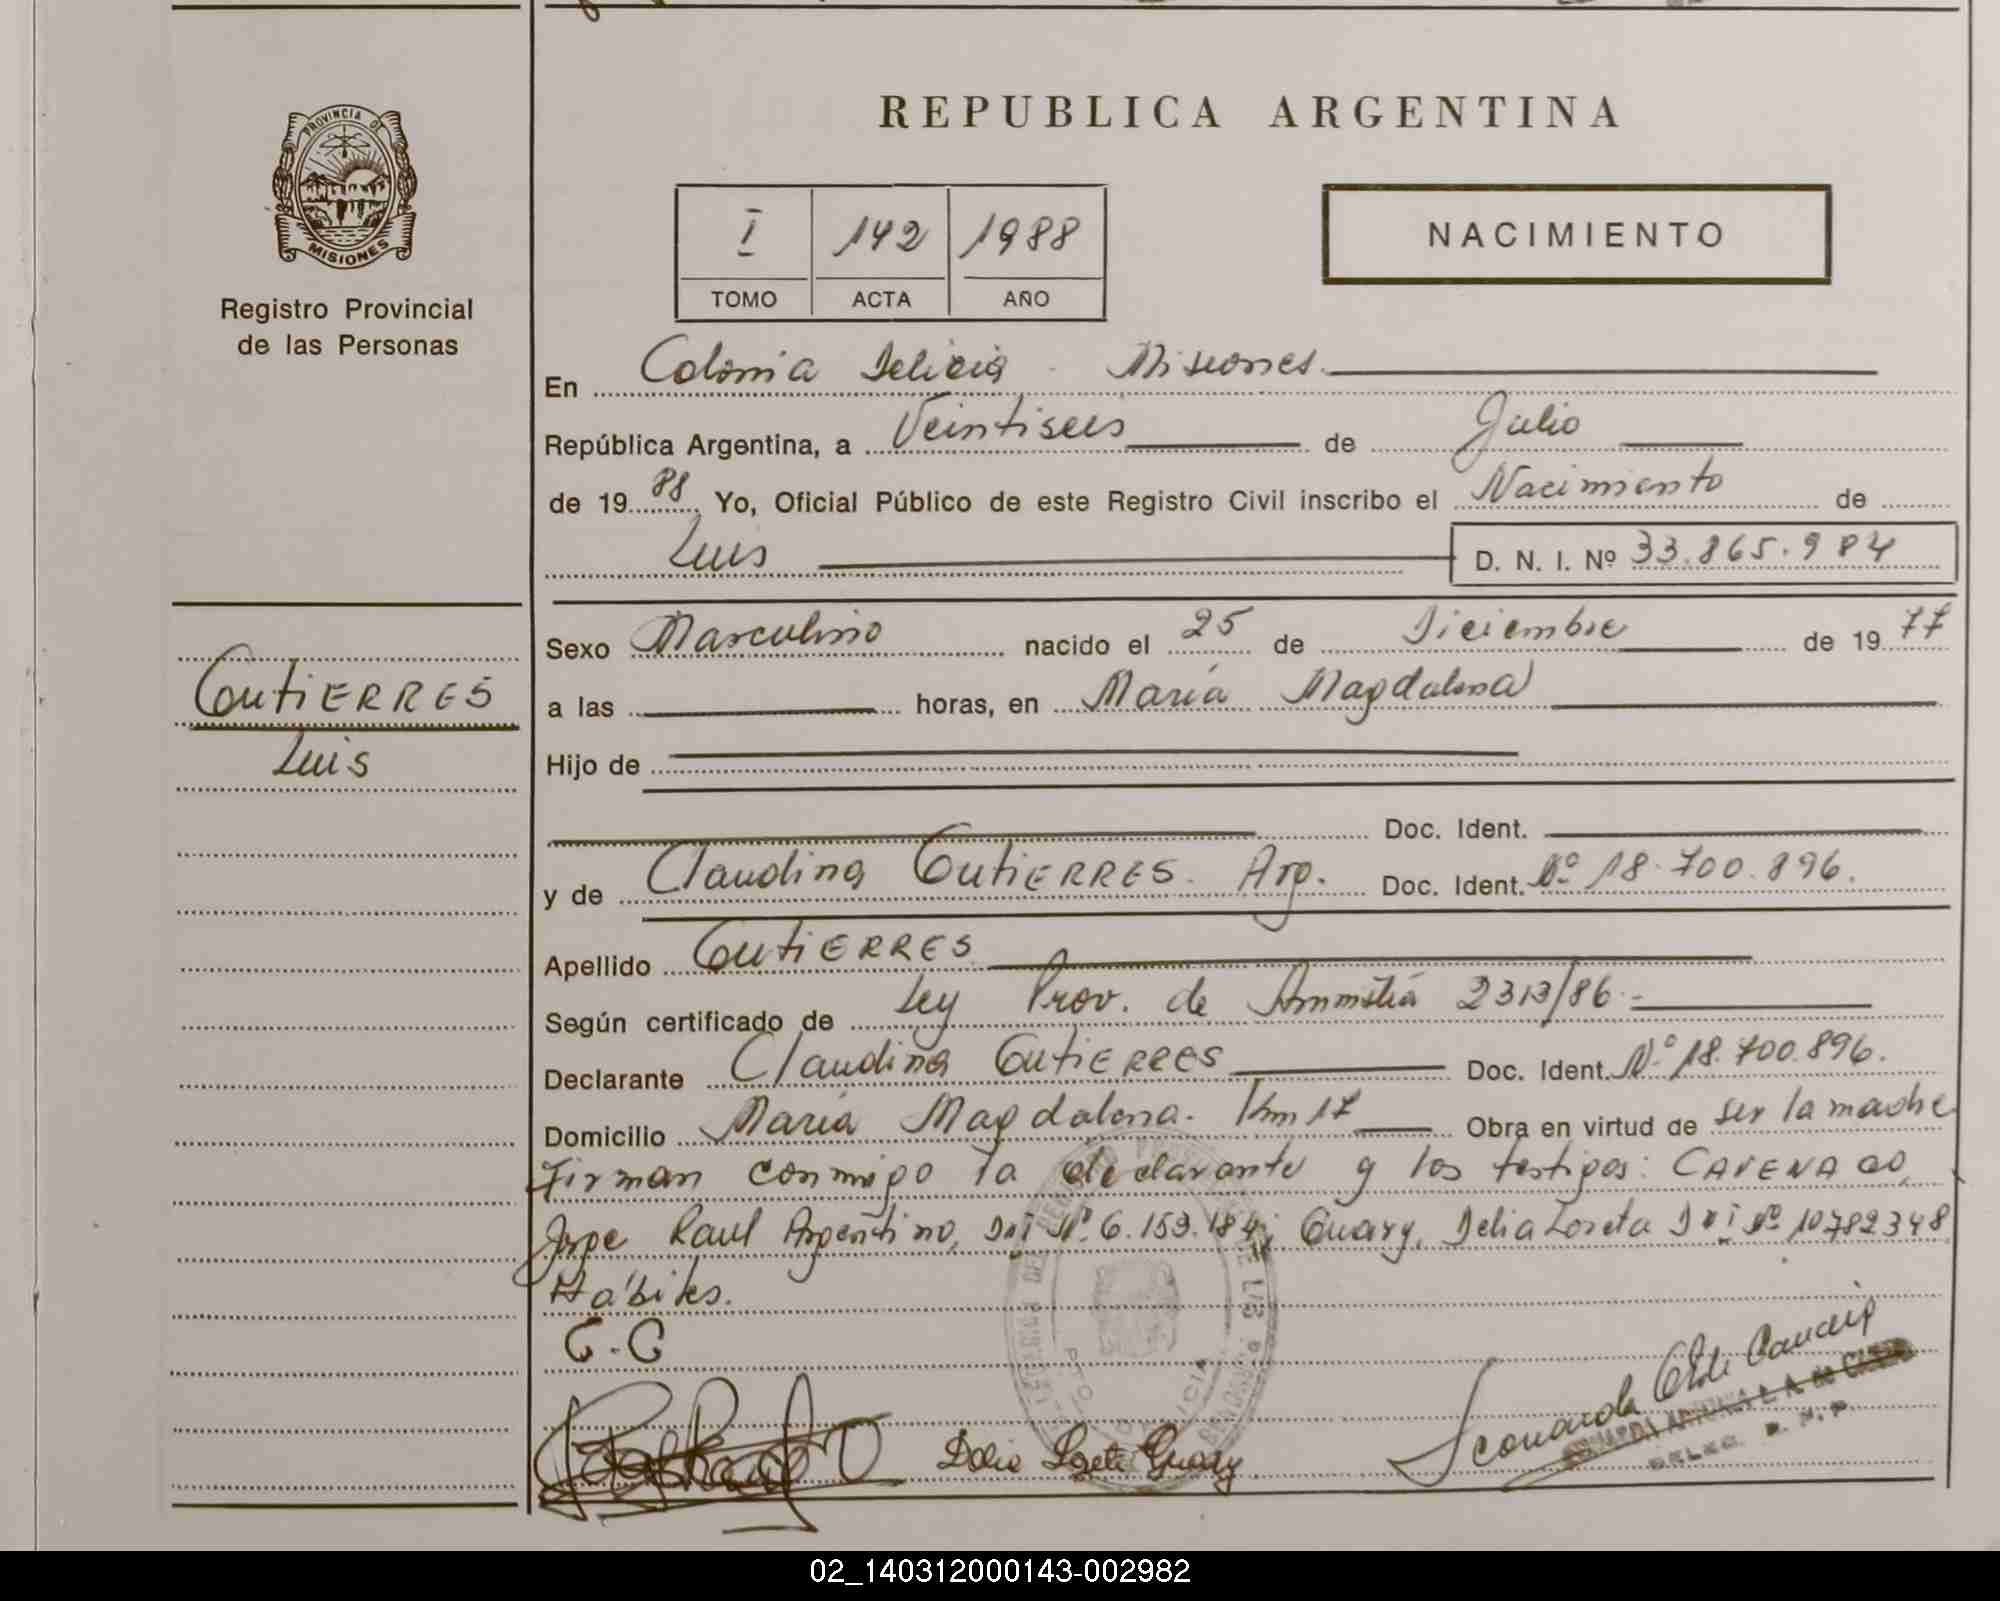 REPUBLICA ARGENTINA
PROVINCIA DE
MISIONES
Registro Provincial
de las Personas
I 142 1988
TOMO ACTA AÑO
NACIMIENTO
En Colonia Delicia - Misiones
República Argentina, a Veintiseis de Julio
de 19 88 Yo, Oficial Público de este Registro Civil inscribo el Nacimiento de
Luis D. N. I. Nº 33.865.984
GutiERRES
Luis
Sexo Masculino nacido el 25 de Diciembre de 19 77
a las horas, en María Magdalena
Hijo de
Doc. Ident.
y de Claudina GutiERRES. Arg. Doc. Ident. Nº 18.700.896.
Apellido GutiERRES
Según certificado de Ley Prov. de Amnistía 2313/86.-
Declarante Claudina GutiERRES Doc. Ident. Nº 18.700.896.
Domicilio María Magdalena. Km 17 Obra en virtud de ser la madre
Firman conmigo la declarante y los testigos:
Jorge Raul Argentino, DNI Nº 6.153.184; Guary, Delia Loreta DNI Nº 10782348
Hábiles.
C.G
Delia Loreta Guary
02_140312000143-002982